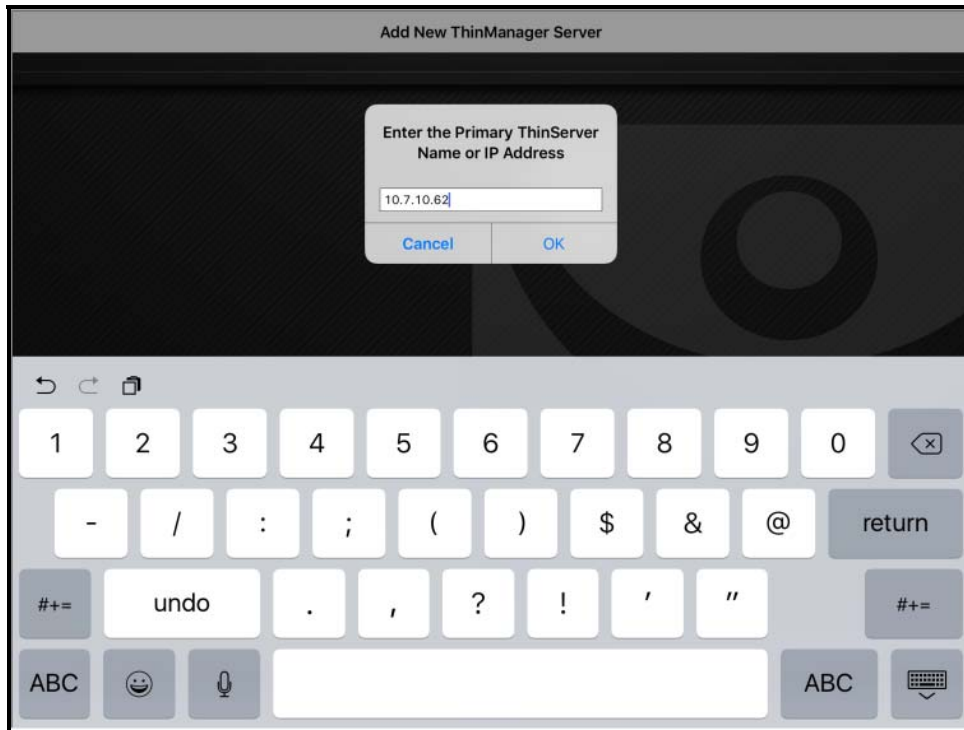 Add New ThinManager Server
Enter the Primary ThinServer
Name or IP Address
10.7.10.62
Cancel OK
1 2 3 4 5 6 7 8 9 0
- / : ; ( ) $ & @ return
#+= undo . , ? ! ' " #+=
ABC ABC